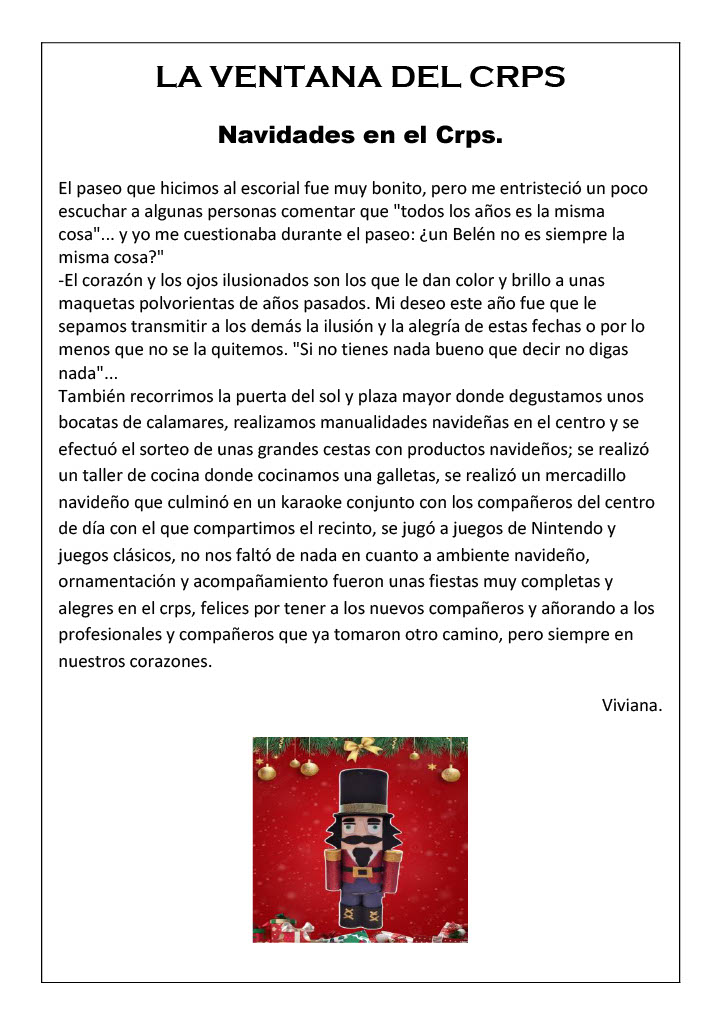 LA VENTANA DEL CRPS
Navidades en el Crps.
El paseo que hicimos al escorial fue muy bonito, pero me entristeció un poco
escuchar a algunas personas comentar que "todos los años es la misma
cosa"... y yo me cuestionaba durante el paseo: ¿un Belén no es siempre la
misma cosa?"
-El corazón y los ojos ilusionados son los que le dan color y brillo a unas
maquetas polvorientas de años pasados. Mi deseo este año fue que le
sepamos transmitir a los demás la ilusión y la alegría de estas fechas o por lo
menos que no se la quitemos. "Si no tienes nada bueno que decir no digas
nada"...
También recorrimos la puerta del sol y plaza mayor donde degustamos unos
bocatas de calamares, realizamos manualidades navideñas en el centro y se
efectuó el sorteo de unas grandes cestas con productos navideños; se realizó
un taller de cocina donde cocinamos una galletas, se realizó un mercadillo
navideño que culminó en un karaoke conjunto con los compañeros del centro
de día con el que compartimos el recinto, se jugó a juegos de Nintendo y
juegos clásicos, no nos faltó de nada en cuanto a ambiente navideño,
ornamentación y acompañamiento fueron unas fiestas muy completas y
alegres en el crps, felices por tener a los nuevos compañeros y añorando a los
profesionales y compañeros que ya tomaron otro camino, pero siempre en
nuestros corazones.
Viviana.